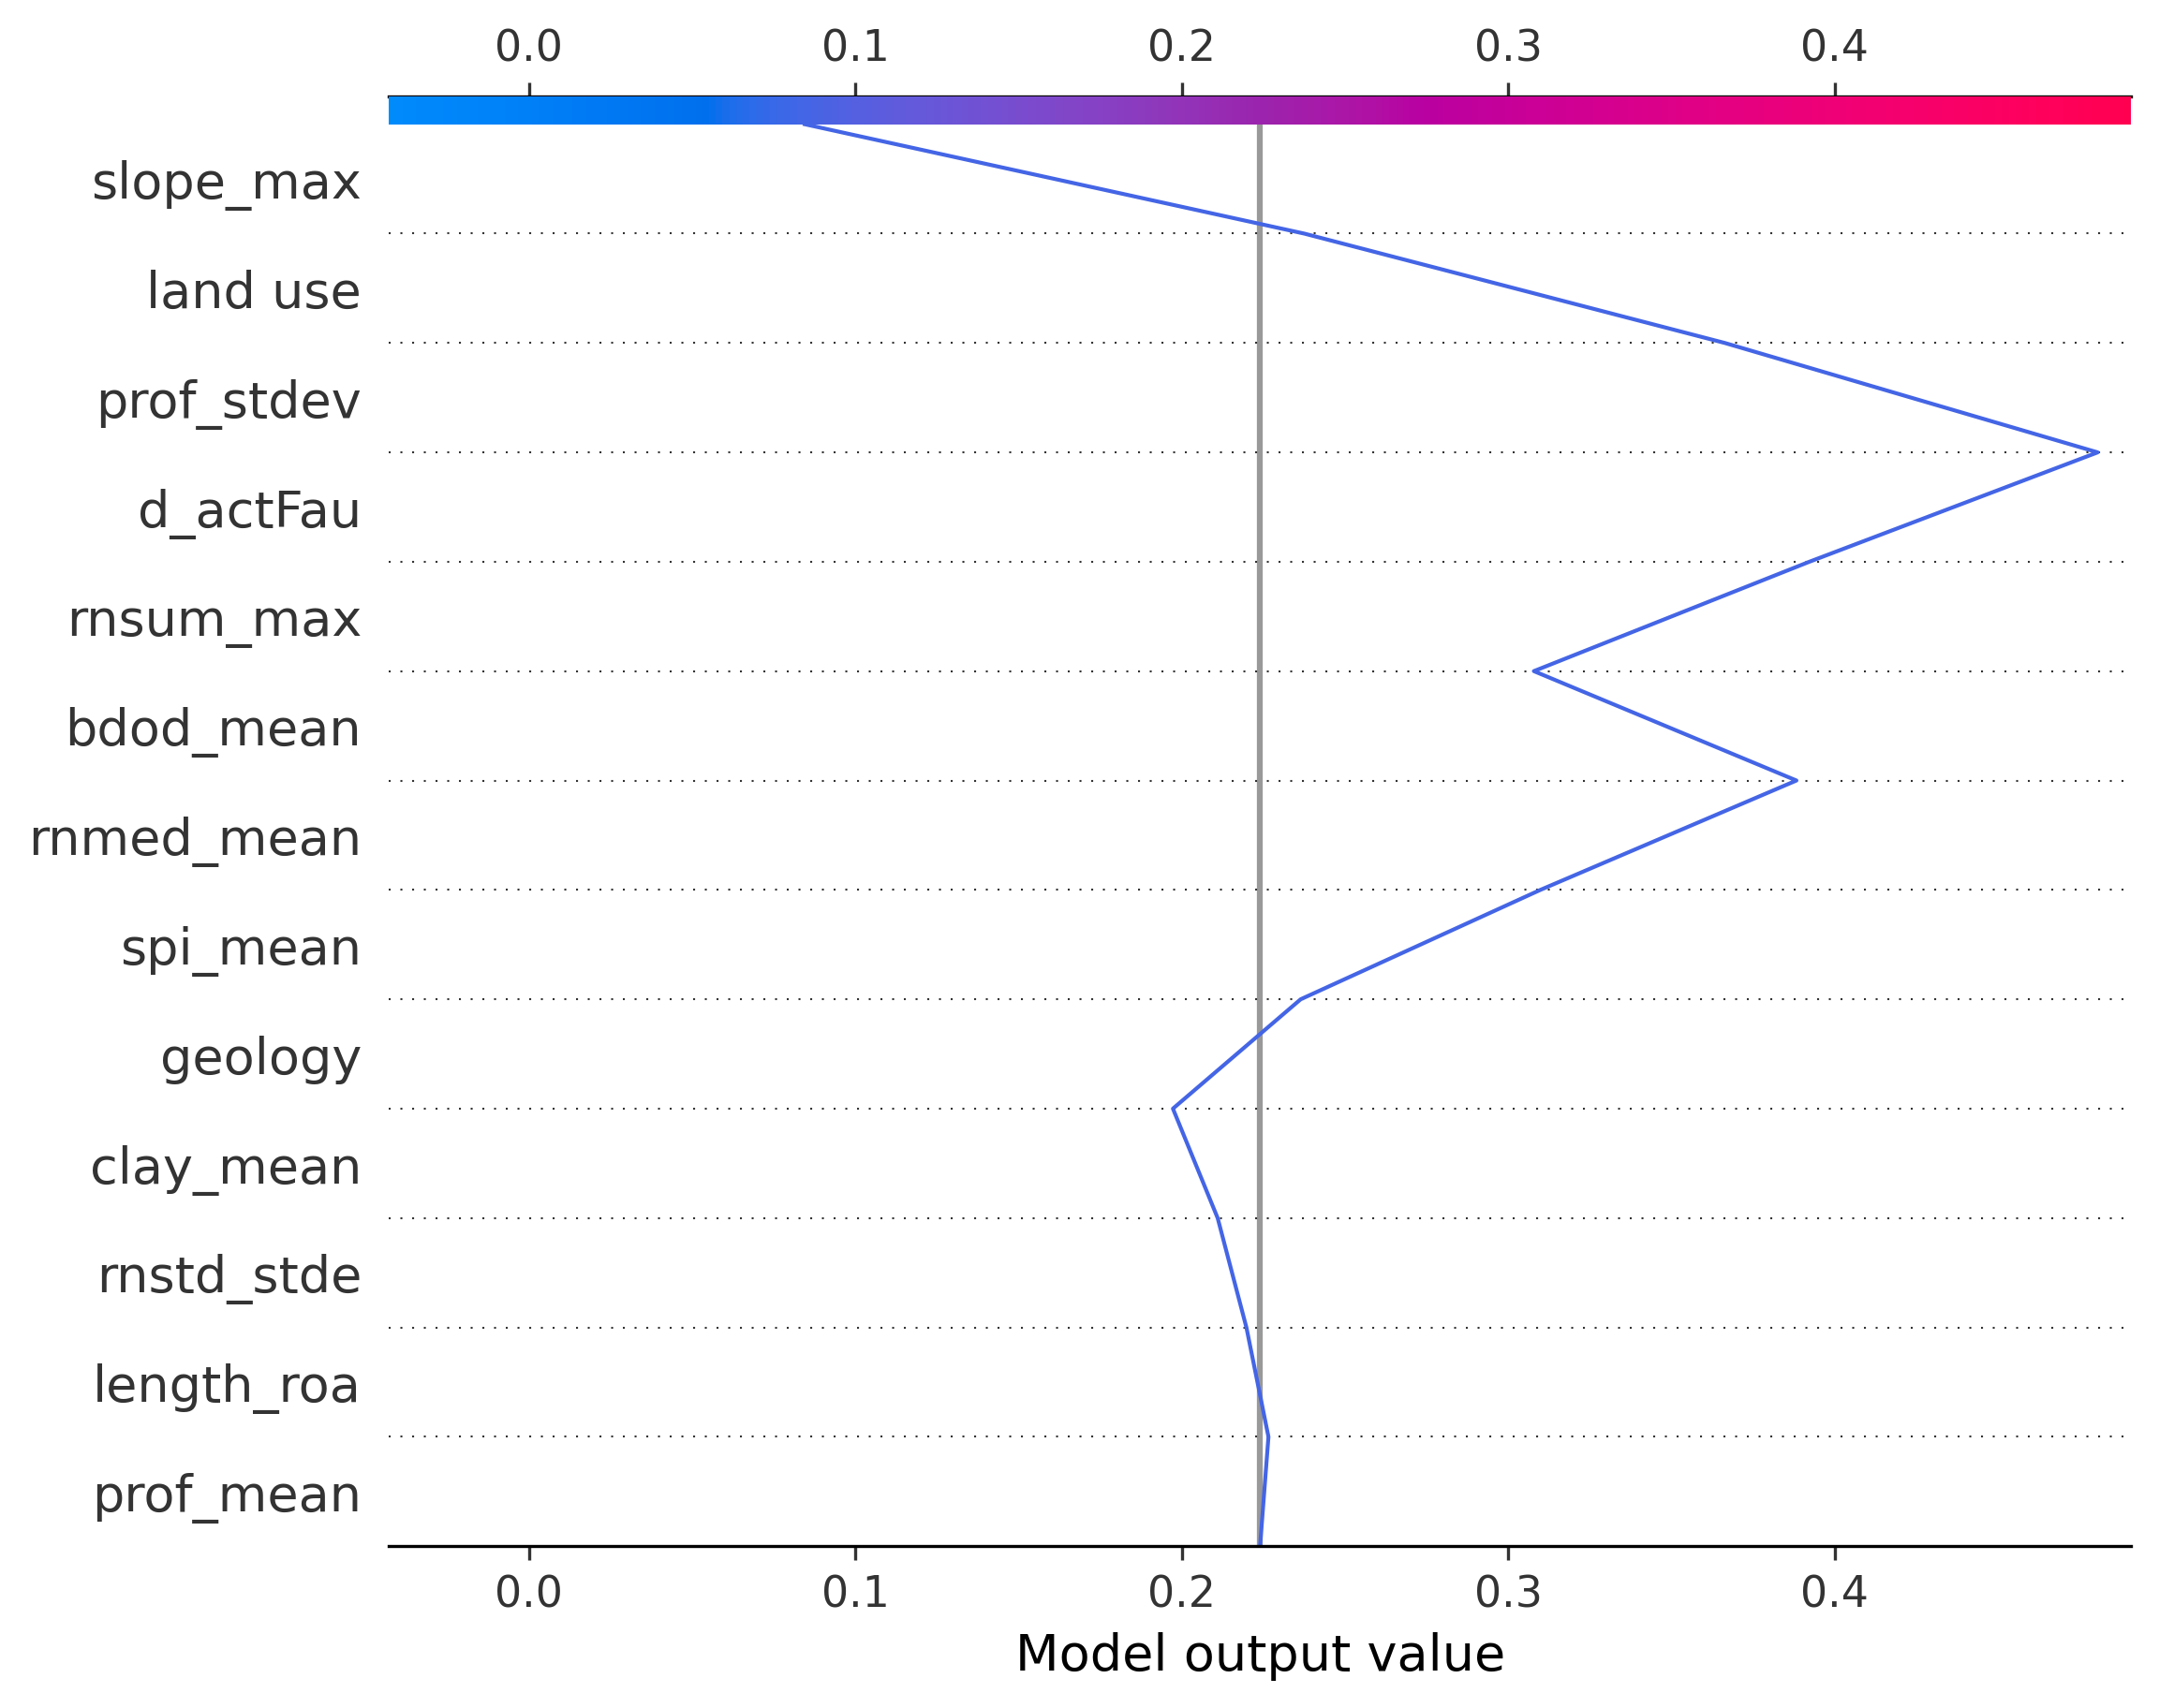 0.0 0.1 0.2 0.3 0.4
slope_max
land use
prof_stdev
d_actFau
rnsum_max
bdod_mean
rnmed_mean
spi_mean
geology
clay_mean
rnstd_stde
length_roa
prof_mean
0.0 0.1 0.2 0.3 0.4
Model output value